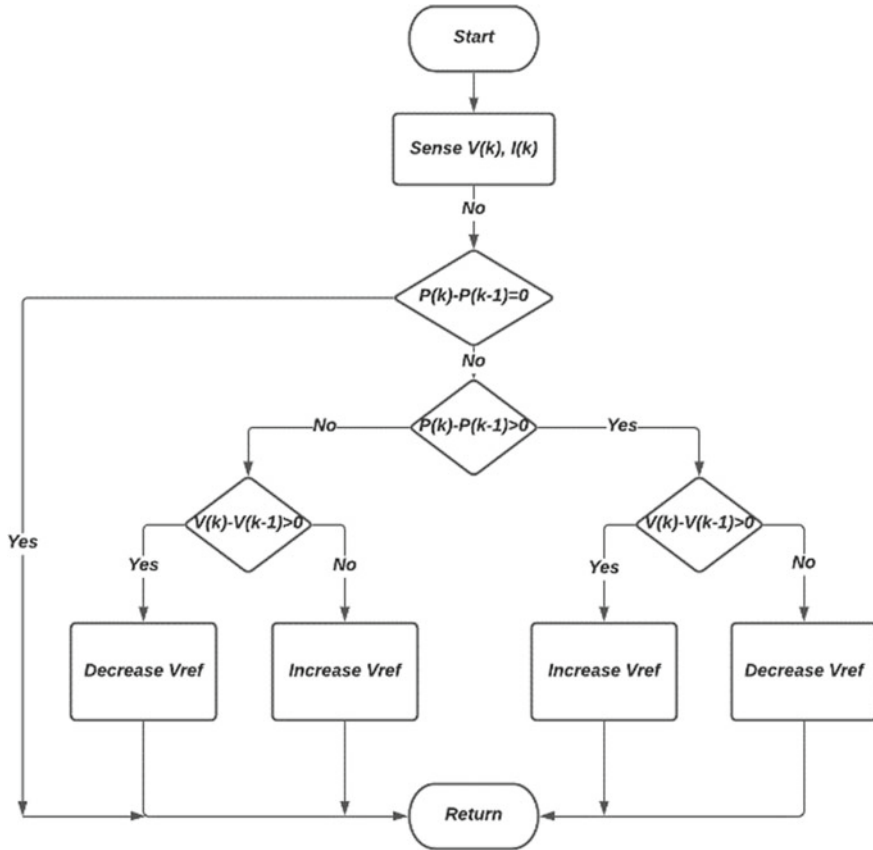 Start
Sense V(k), I(k)
No
P(k)-P(k-1)=0
No
P(k)-P(k-1)>0
No
Yes
V(k)-V(k-1)>0
V(k)-V(k-1)>0
Yes
Yes
No
Yes
No
Decrease Vref
Increase Vref
Increase Vref
Decrease Vref
Return